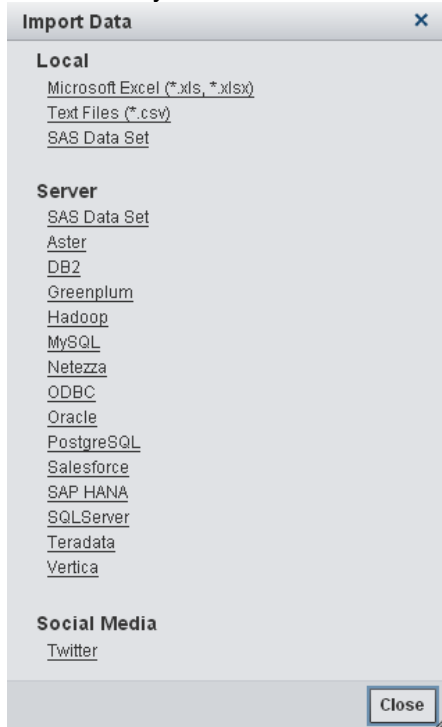 Import Data
Local
Microsoft Excel (*.xls, *.xlsx)
Text Files (*.csv)
SAS Data Set
Server
SAS Data Set
Aster
DB2
Greenplum
Hadoop
MySQL
Netezza
ODBC
Oracle
PostgreSQL
Salesforce
SAP HANA
SQLServer
Teradata
Vertica
Social Media
Twitter
Close